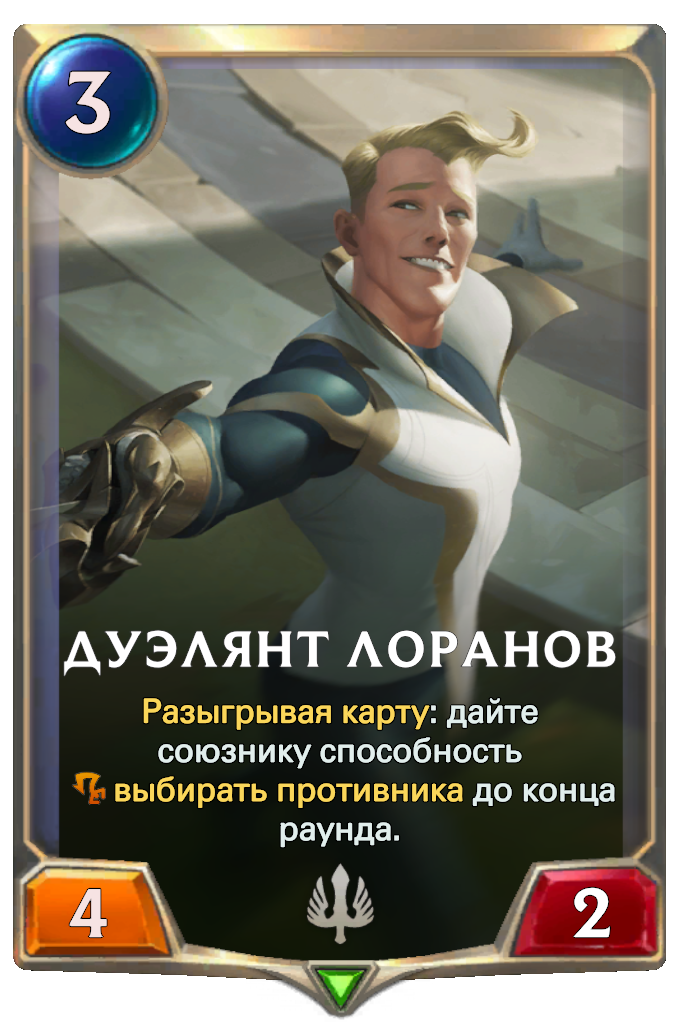 3
ДУЭЛЯНТ ЛОРАНОВ
Разыгрывая карту: дайте
союзнику способность
выбирать противника до конца
раунда.
4
2